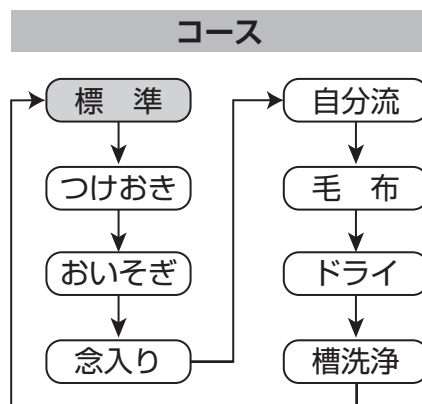 コース
標 準
つけおき
おいそぎ
念入り
自分流
毛 布
ドライ
槽洗浄